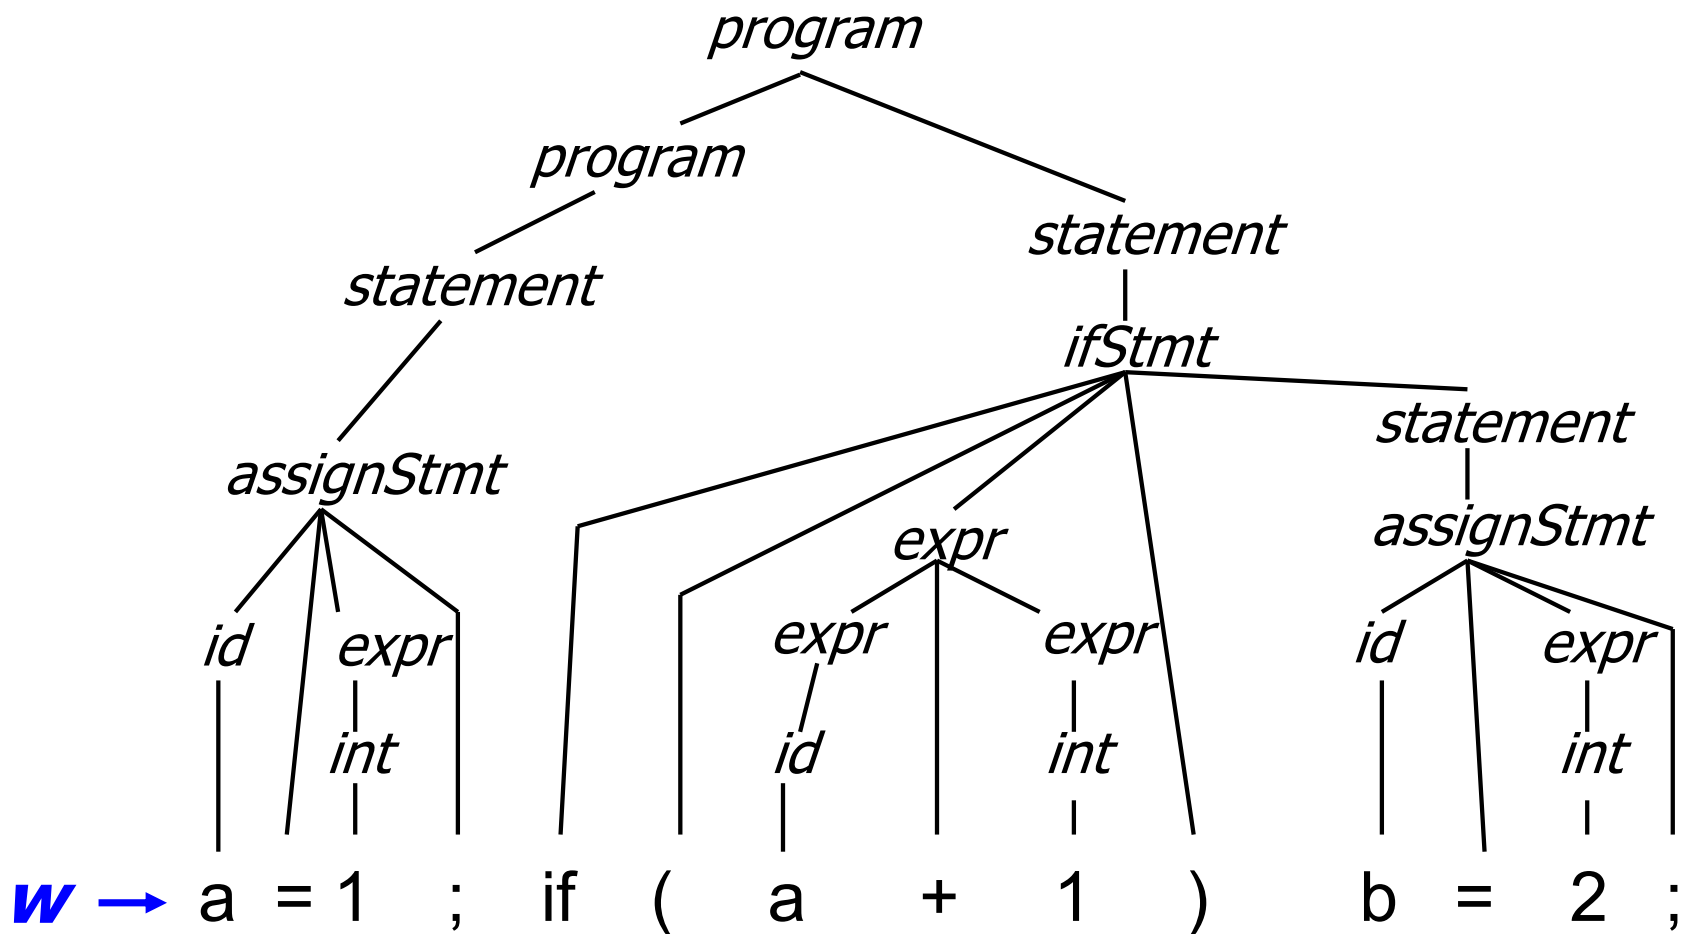 program
program
statement
statement
ifStmt
statement
assignStmt
assignStmt
expr
id expr expr expr id expr
int id int int
w a = 1 ; if ( a + 1 ) b = 2 ;